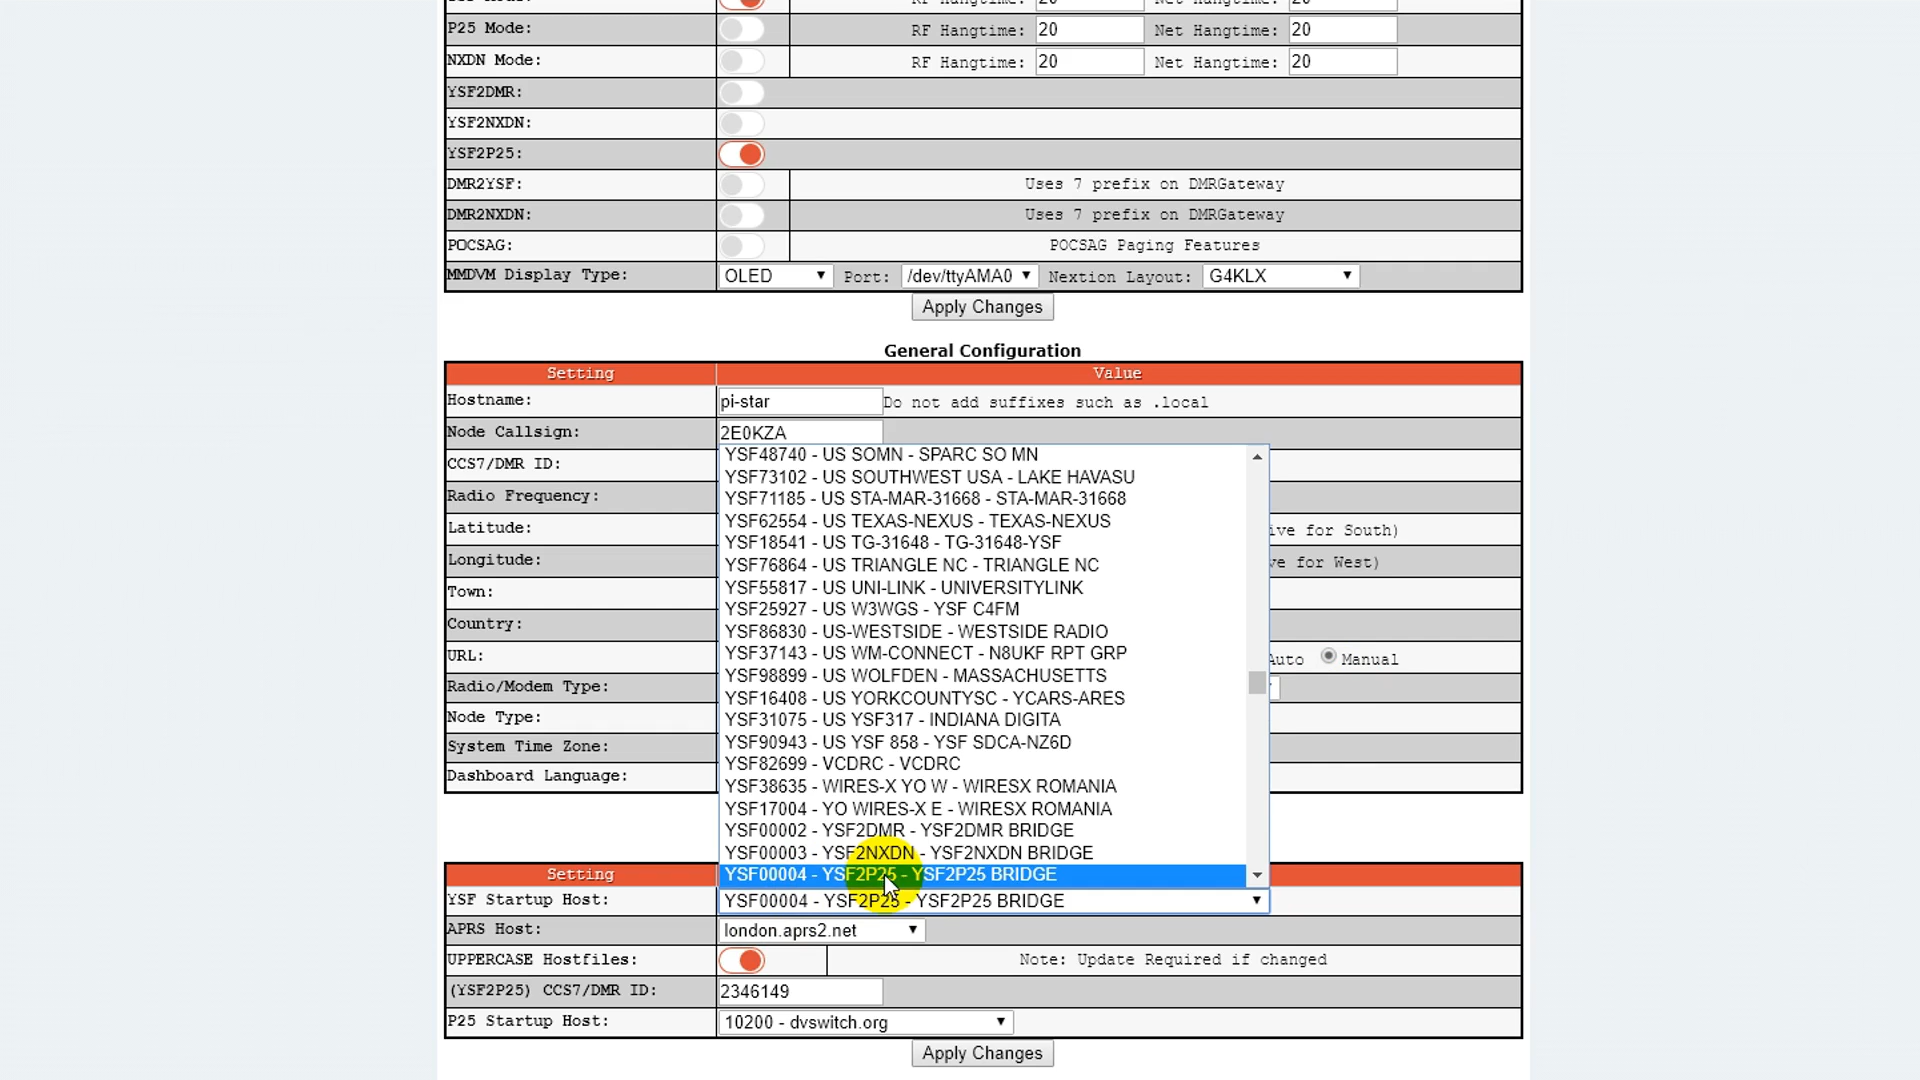 P25 Mode: RF Hangtime: 20 Net Hangtime: 20
NXDN Mode: RF Hangtime: 20 Net Hangtime: 20
YSF2DMR:
YSF2NXDN:
YSF2P25:
DMR2YSF: Uses 7 prefix on DMRGateway
DMR2NXDN: Uses 7 prefix on DMRGateway
POCSAG: POCSAG Paging Features
MMDVM Display Type: OLED Port: /dev/ttyAMA0 Nextion Layout: G4KLX
Apply Changes
General Configuration
Setting Value
Hostname: pi-star Do not add suffixes such as .local
Node Callsign: 2E0KZA
YSF48740 - US SOMN - SPARC SO MN
CCS7/DMR ID: YSF73102 - US SOUTHWEST USA - LAKE HAVASU
Radio Frequency: YSF71185 - US STA-MAR-31668 - STA-MAR-31668
Latitude: YSF62554 - US TEXAS-NEXUS - TEXAS-NEXUS ive for South)
YSF18541 - US TG-31648 - TG-31648-YSF
Longitude: YSF76864 - US TRIANGLE NC - TRIANGLE NC ve for West)
Town: YSF55817 - US UNI-LINK - UNIVERSITYLINK
YSF25927 - US W3WGS - YSF C4FM
Country: YSF86830 - US-WESTSIDE - WESTSIDE RADIO
URL: YSF37143 - US WM-CONNECT - N8UKF RPT GRP Auto Manual
YSF98899 - US WOLFDEN - MASSACHUSETTS
Radio/Modem Type: YSF16408 - US YORKCOUNTYSC - YCARS-ARES
Node Type: YSF31075 - US YSF317 - INDIANA DIGITA
System Time Zone: YSF90943 - US YSF 858 - YSF SDCA-NZ6D
YSF82699 - VCDRC - VCDRC
Dashboard Language: YSF38635 - WIRES-X YO W - WIRESX ROMANIA
YSF17004 - YO WIRES-X E - WIRESX ROMANIA
YSF00002 - YSF2DMR - YSF2DMR BRIDGE
YSF00003 - YSF2NXDN - YSF2NXDN BRIDGE
Setting YSF00004 - YSF2P25 - YSF2P25 BRIDGE
YSF Startup Host: YSF00004 - YSF2P25 - YSF2P25 BRIDGE
APRS Host: london.aprs2.net
UPPERCASE Hostfiles: Note: Update Required if changed
(YSF2P25) CCS7/DMR ID: 2346149
P25 Startup Host: 10200 - dvswitch.org
Apply Changes